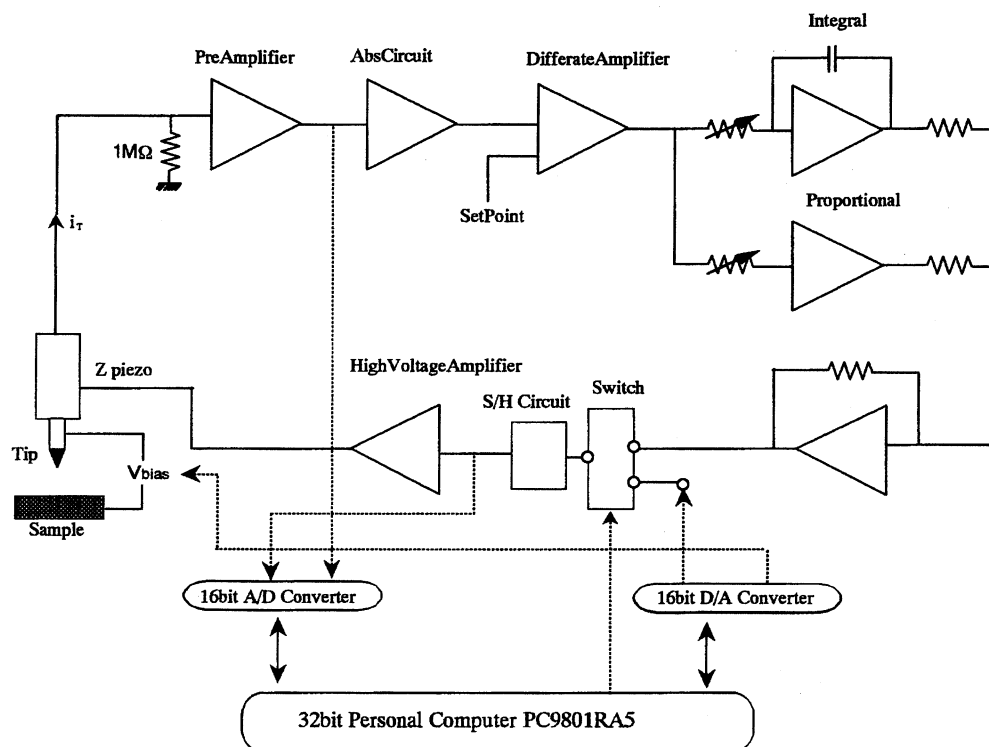 Integral
PreAmplifier
AbsCircuit
DifferateAmplifier
1MΩ
SetPoint
Proportional
iT
Z piezo
HighVoltageAmplifier
S/H Circuit
Switch
Tip
Vbias
Sample
16bit A/D Converter
16bit D/A Converter
32bit Personal Computer PC9801RA5